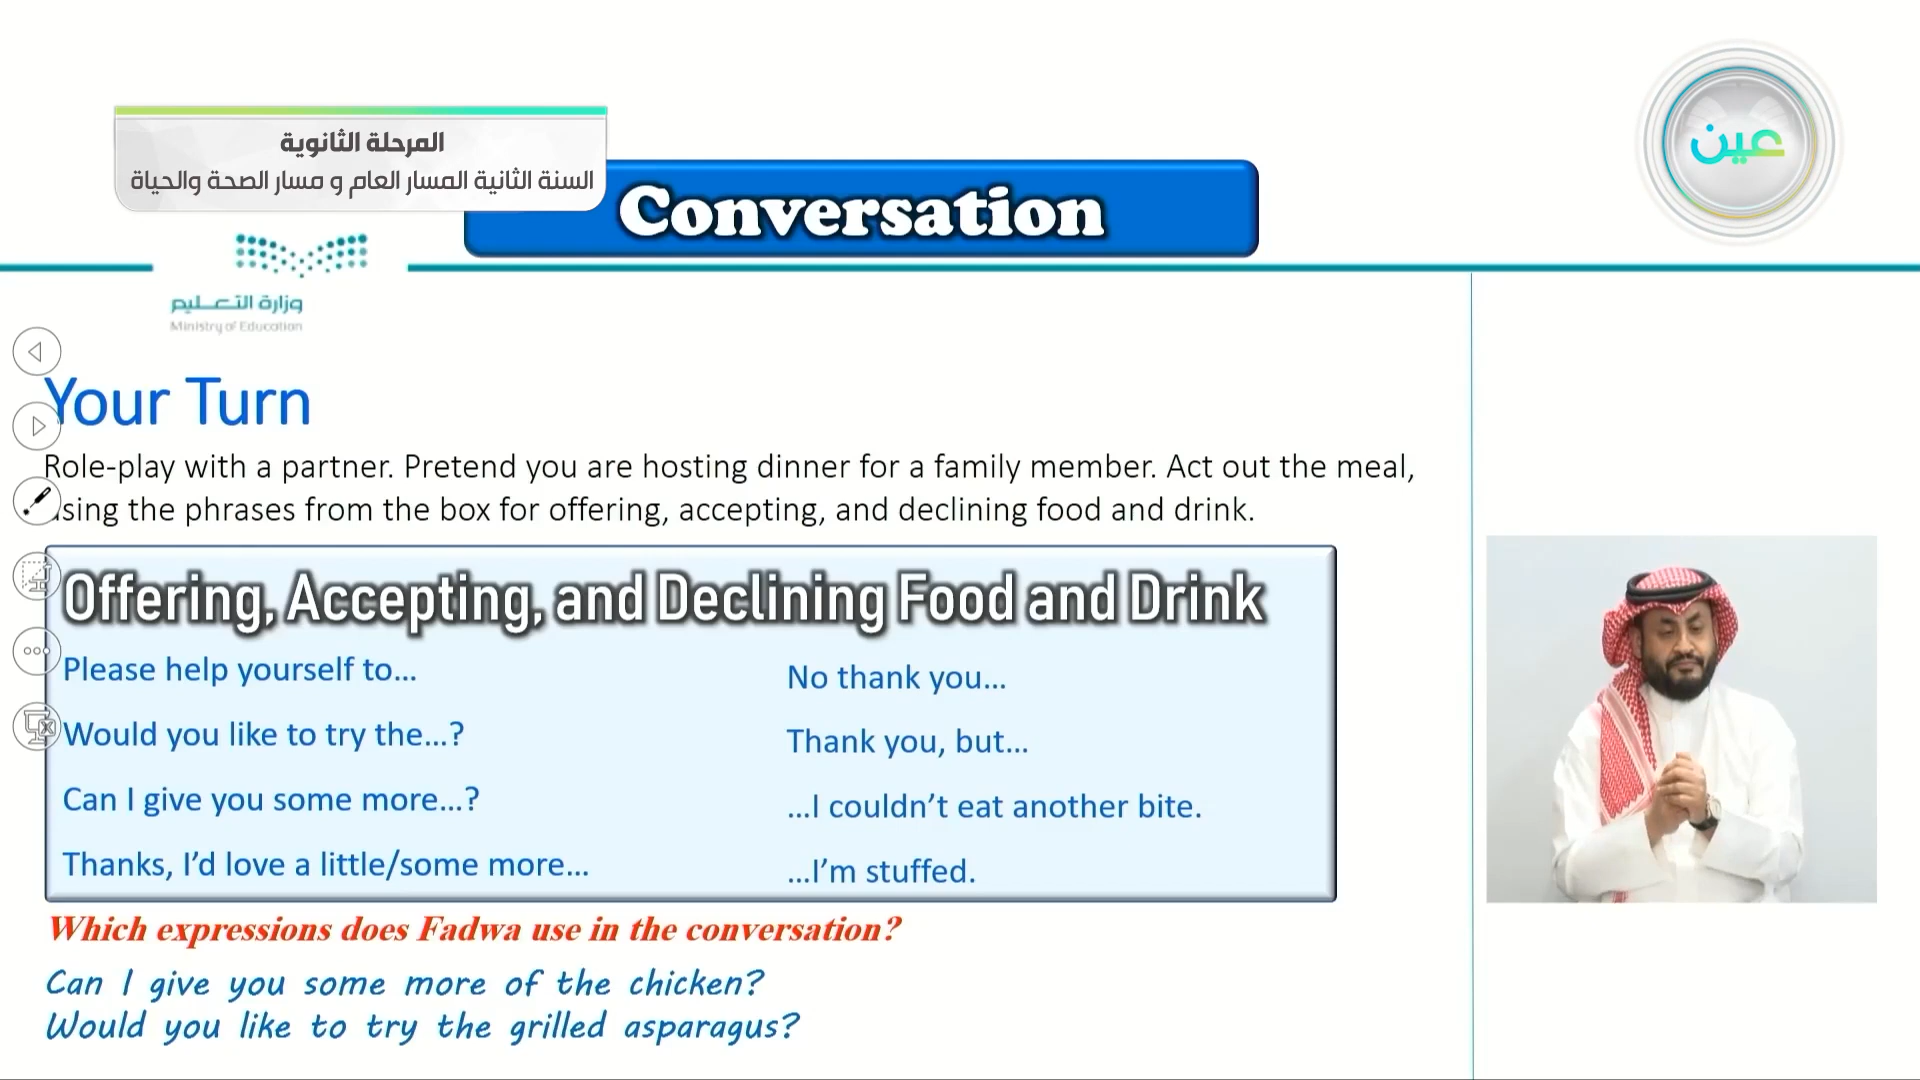 المرحلة الثانوية
السنة الثانية المسار العام و مسار الصحة والحياة
عين
Conversation
وزارة التعليم
Ministry of Education
Your Turn
Role-play with a partner. Pretend you are hosting dinner for a family member. Act out the meal,
using the phrases from the box for offering, accepting, and declining food and drink.
Offering, Accepting, and Declining Food and Drink
Please help yourself to...
Would you like to try the...?
Can I give you some more...?
Thanks, I'd love a little/some more...
No thank you...
Thank you, but...
...I couldn't eat another bite.
...I'm stuffed.
Which expressions does Fadwa use in the conversation?
Can I give you some more of the chicken?
Would you like to try the grilled asparagus?